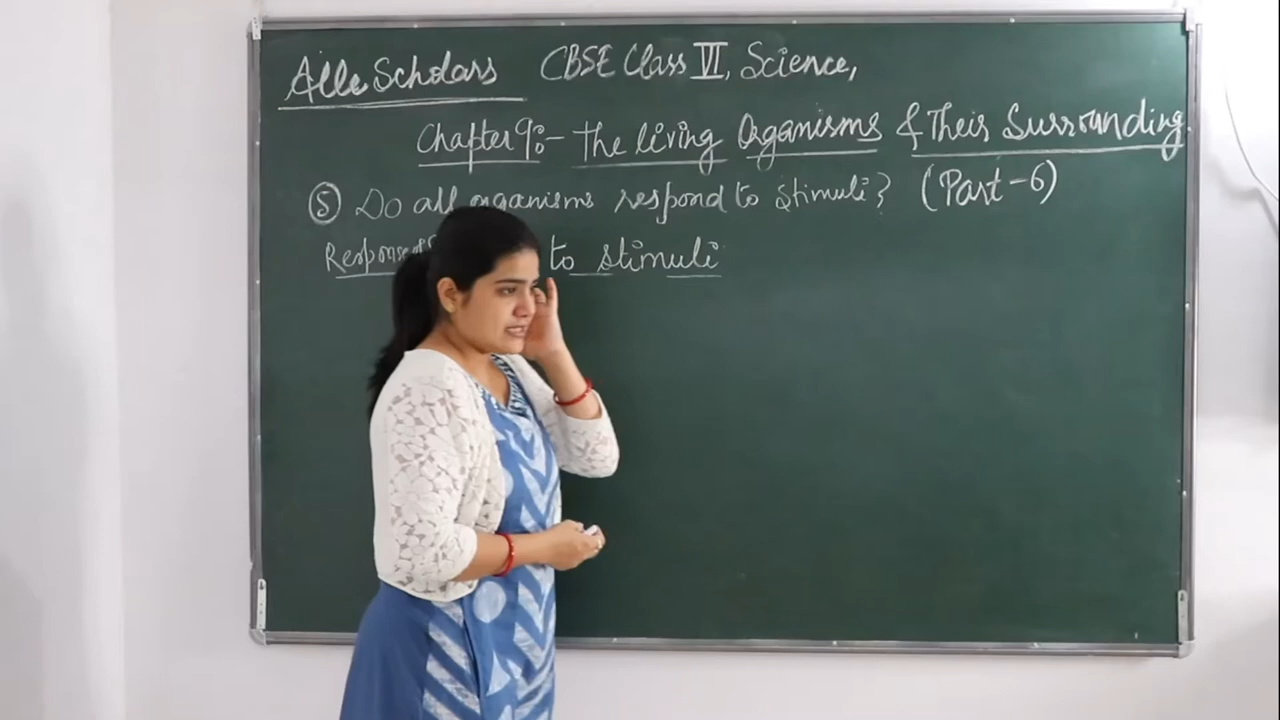 Alle Scholars CBSE Class VI, Science,
Chapter 9:- The living Organisms & Their Surrounding
(Part-6)
⑤ Do all organisms respond to stimuli?
to stimuli